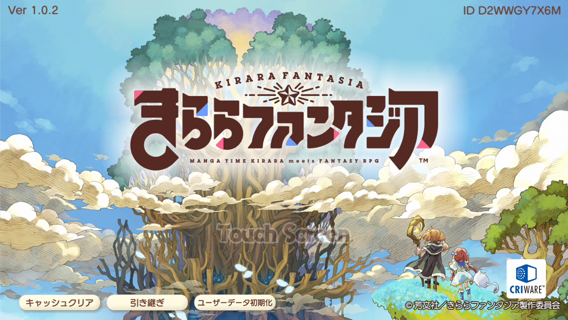 Ver 1.0.2
ID D2WWGY7X6M
KIRARA FANTASIA
きららファンタジア
MANGA TIME KIRARA meets FANTASY RPG
TM
Touch Screen
CRIWARE
キャッシュクリア
引き継ぎ
ユーザーデータ初期化
©芳文社／きららファンタジア製作委員会